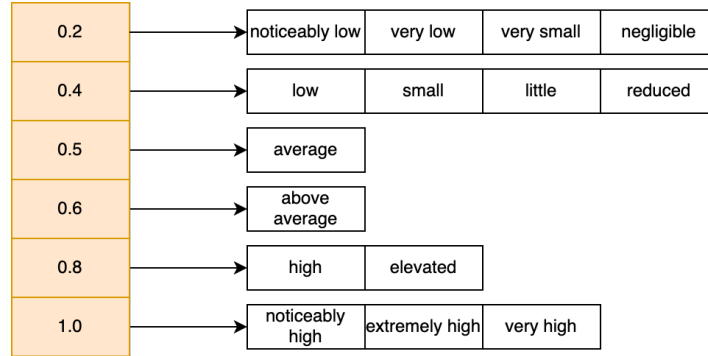 0.2 noticeably low very low very small negligible
0.4 low small little reduced
0.5 average
0.6 above
average
0.8 high elevated
1.0 noticeably
high extremely high very high